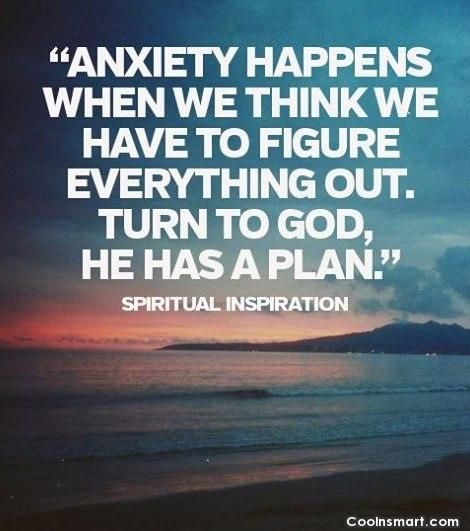 “ANXIETY HAPPENS
WHEN WE THINK WE
HAVE TO FIGURE
EVERYTHING OUT.
TURN TO GOD,
HE HAS A PLAN.”
SPIRITUAL INSPIRATION
Coolnsmart.com